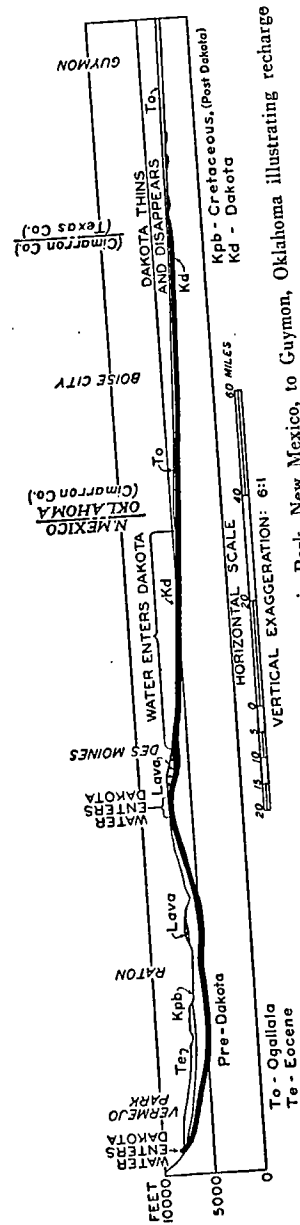 FEET
10000
5000
0
WATER
ENTERS
DAKOTA
VERMEJO
PARK
Te
Kpb
Pre-Dakota
RATON
Lava
WATER
ENTERS
DAKOTA
Lava
DES MOINES
WATER ENTERS DAKOTA
Kd
N. MEXICO
OKLAHOMA
(Cimarron Co.)
To
BOISE CITY
Kd
(Cimarron Co.)
(Texas Co.)
DAKOTA THINS
AND DISAPPEARS
To
GUYMON
To - Ogallala
Te - Eocene
HORIZONTAL SCALE
20 15 10 5 0 20 40 60 MILES
VERTICAL EXAGGERATION: 6:1
Kpb - Cretaceous, (Post Dakota)
Kd - Dakota
Park, New Mexico, to Guymon, Oklahoma illustrating recharge